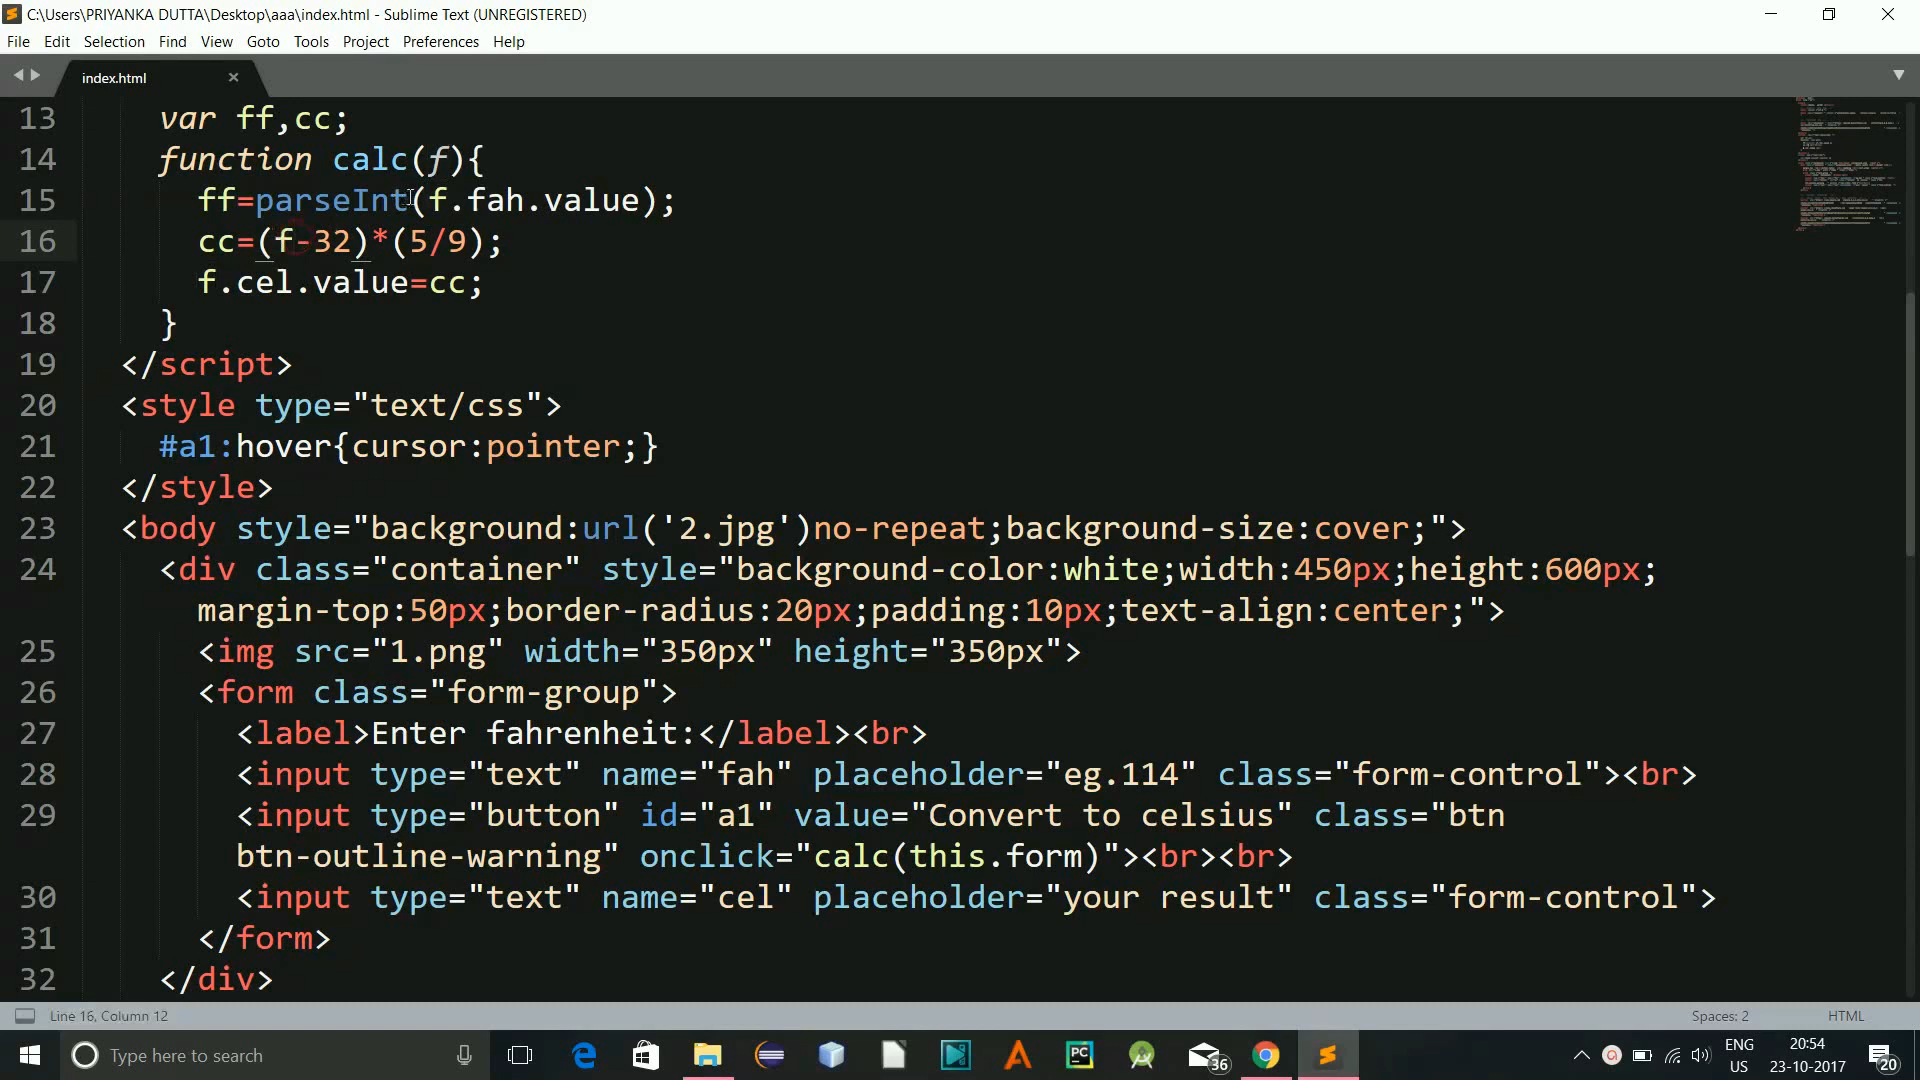 C:\Users\PRIYANKA DUTTA\Desktop\aaa\index.html - Sublime Text (UNREGISTERED)
File Edit Selection Find View Goto Tools Project Preferences Help
index.html
13 var ff,cc;
14 function calc(f){
15 ff=parseInt(f.fah.value);
16 cc=(f-32)*(5/9);
17 f.cel.value=cc;
18 }
19 </script>
20 <style type="text/css">
21 #a1:hover{cursor:pointer;}
22 </style>
23 <body style="background:url('2.jpg')no-repeat;background-size:cover;">
24 <div class="container" style="background-color:white;width:450px;height:600px;
margin-top:50px;border-radius:20px;padding:10px;text-align:center;">
25 <img src="1.png" width="350px" height="350px">
26 <form class="form-group">
27 <label>Enter fahrenheit:</label><br>
28 <input type="text" name="fah" placeholder="eg.114" class="form-control"><br>
29 <input type="button" id="a1" value="Convert to celsius" class="btn
btn-outline-warning" onclick="calc(this.form)"><br><br>
30 <input type="text" name="cel" placeholder="your result" class="form-control">
31 </form>
32 </div>
Line 16, Column 12 Spaces: 2 HTML
Type here to search PC 36 ENG 20:54
US 23-10-2017 20